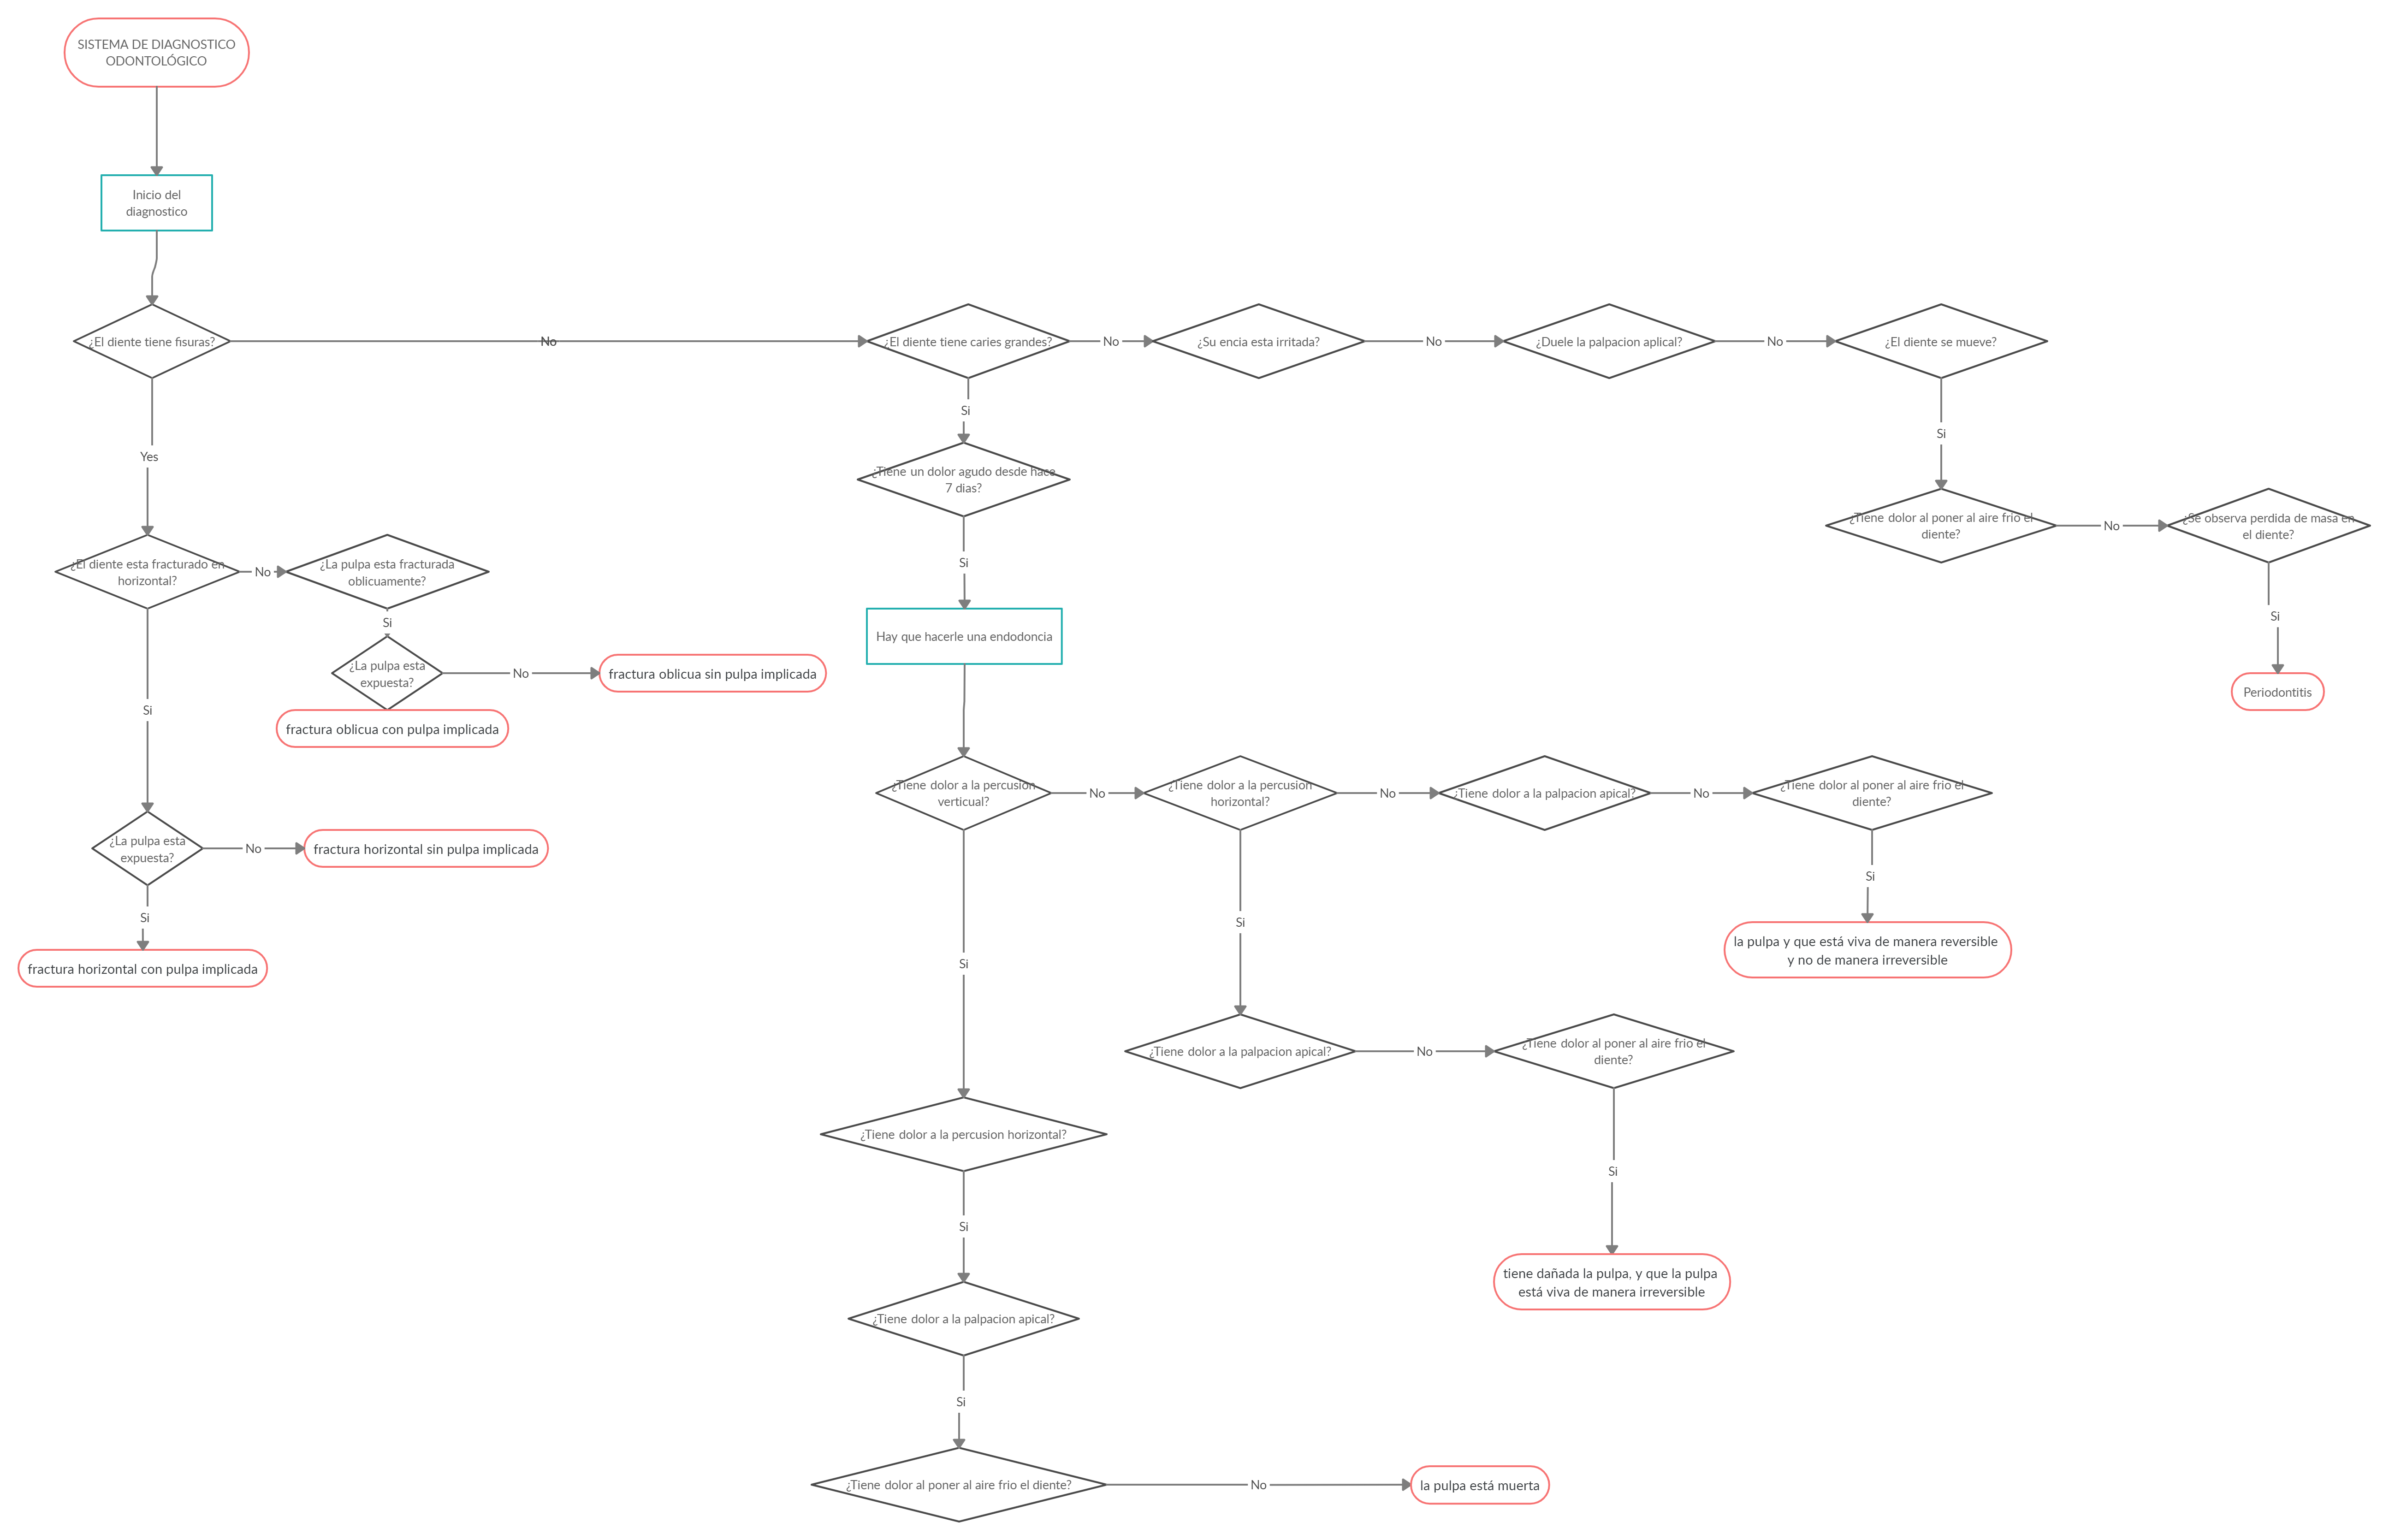 SISTEMA DE DIAGNOSTICO
ODONTOLÓGICO
Inicio del
diagnostico
¿El diente tiene fisuras?
No
¿El diente tiene caries grandes?
No
¿Su encia esta irritada?
No
¿Duele la palpacion aplical?
No
¿El diente se mueve?
Si
¿Tiene un dolor agudo desde hace
7 dias?
Si
Yes
¿Tiene dolor al poner al aire frio el
diente?
No
¿Se observa perdida de masa en
el diente?
Si
Periodontitis
¿El diente esta fracturado en
horizontal?
No
¿La pulpa esta fracturada
oblicuamente?
Si
¿La pulpa esta
expuesta?
No
fractura oblicua sin pulpa implicada
fractura oblicua con pulpa implicada
Si
Hay que hacerle una endodoncia
Si
¿La pulpa esta
expuesta?
No
fractura horizontal sin pulpa implicada
Si
fractura horizontal con pulpa implicada
¿Tiene dolor a la percusion
verticual?
No
¿Tiene dolor a la percusion
horizontal?
No
¿Tiene dolor a la palpacion apical?
No
¿Tiene dolor al poner al aire frio el
diente?
Si
la pulpa y que está viva de manera reversible
y no de manera irreversible
Si
¿Tiene dolor a la palpacion apical?
No
¿Tiene dolor al poner al aire frio el
diente?
Si
tiene dañada la pulpa, y que la pulpa
está viva de manera irreversible
Si
¿Tiene dolor a la percusion horizontal?
Si
¿Tiene dolor a la palpacion apical?
Si
¿Tiene dolor al poner al aire frio el diente?
No
la pulpa está muerta